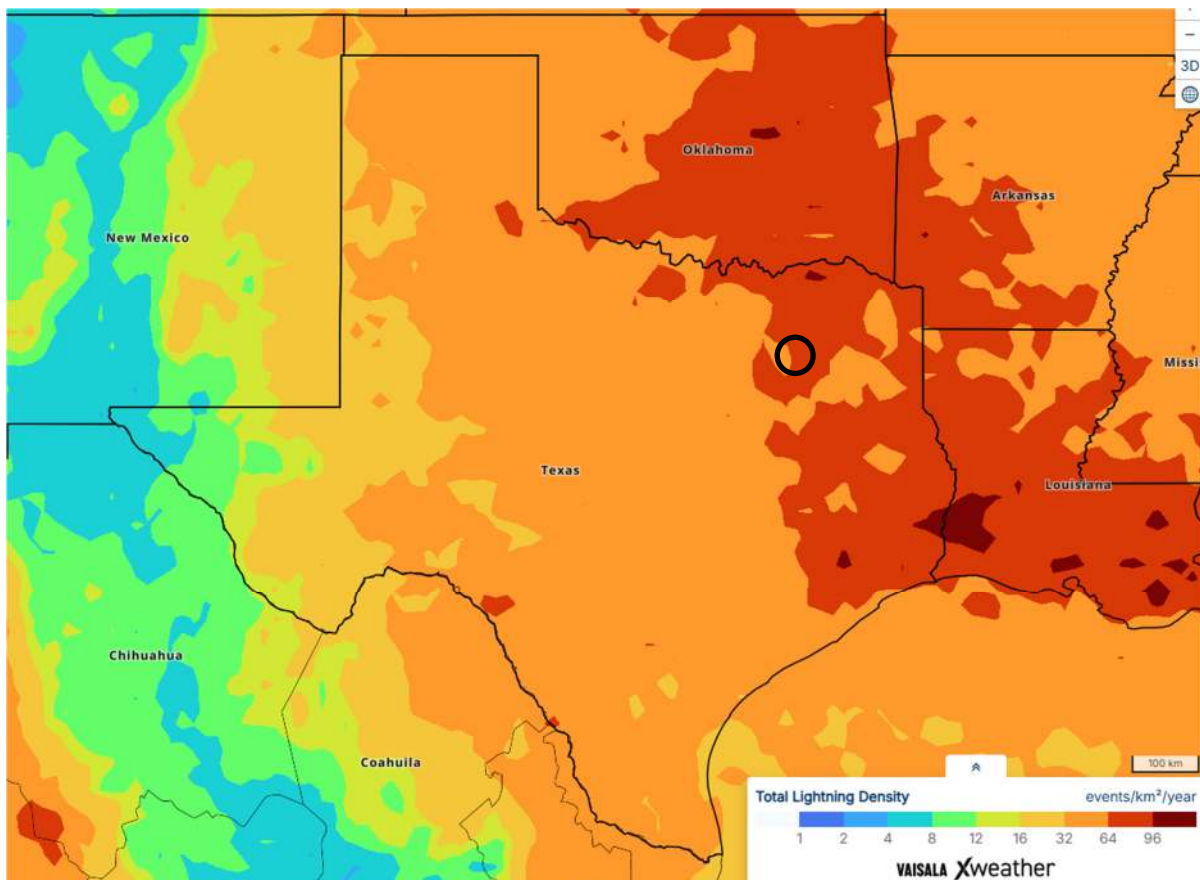 −
3D
Oklahoma
Arkansas
New Mexico
Missi
Texas
Louisiana
Chihuahua
Coahuila
100 km
Total Lightning Density events/km²/year
1 2 4 8 12 16 32 64 96
VAISALA Xweather